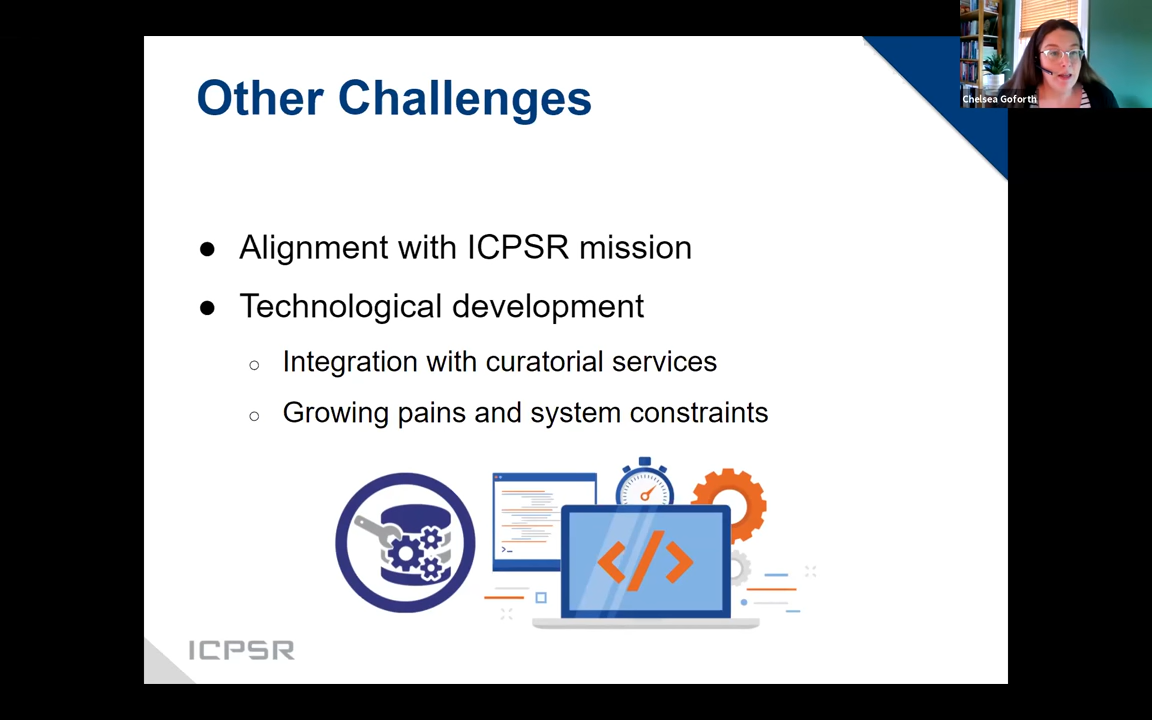 Other Challenges
Chelsea Goforth
● Alignment with ICPSR mission
● Technological development
○ Integration with curatorial services
○ Growing pains and system constraints
>_
</>
ICPSR